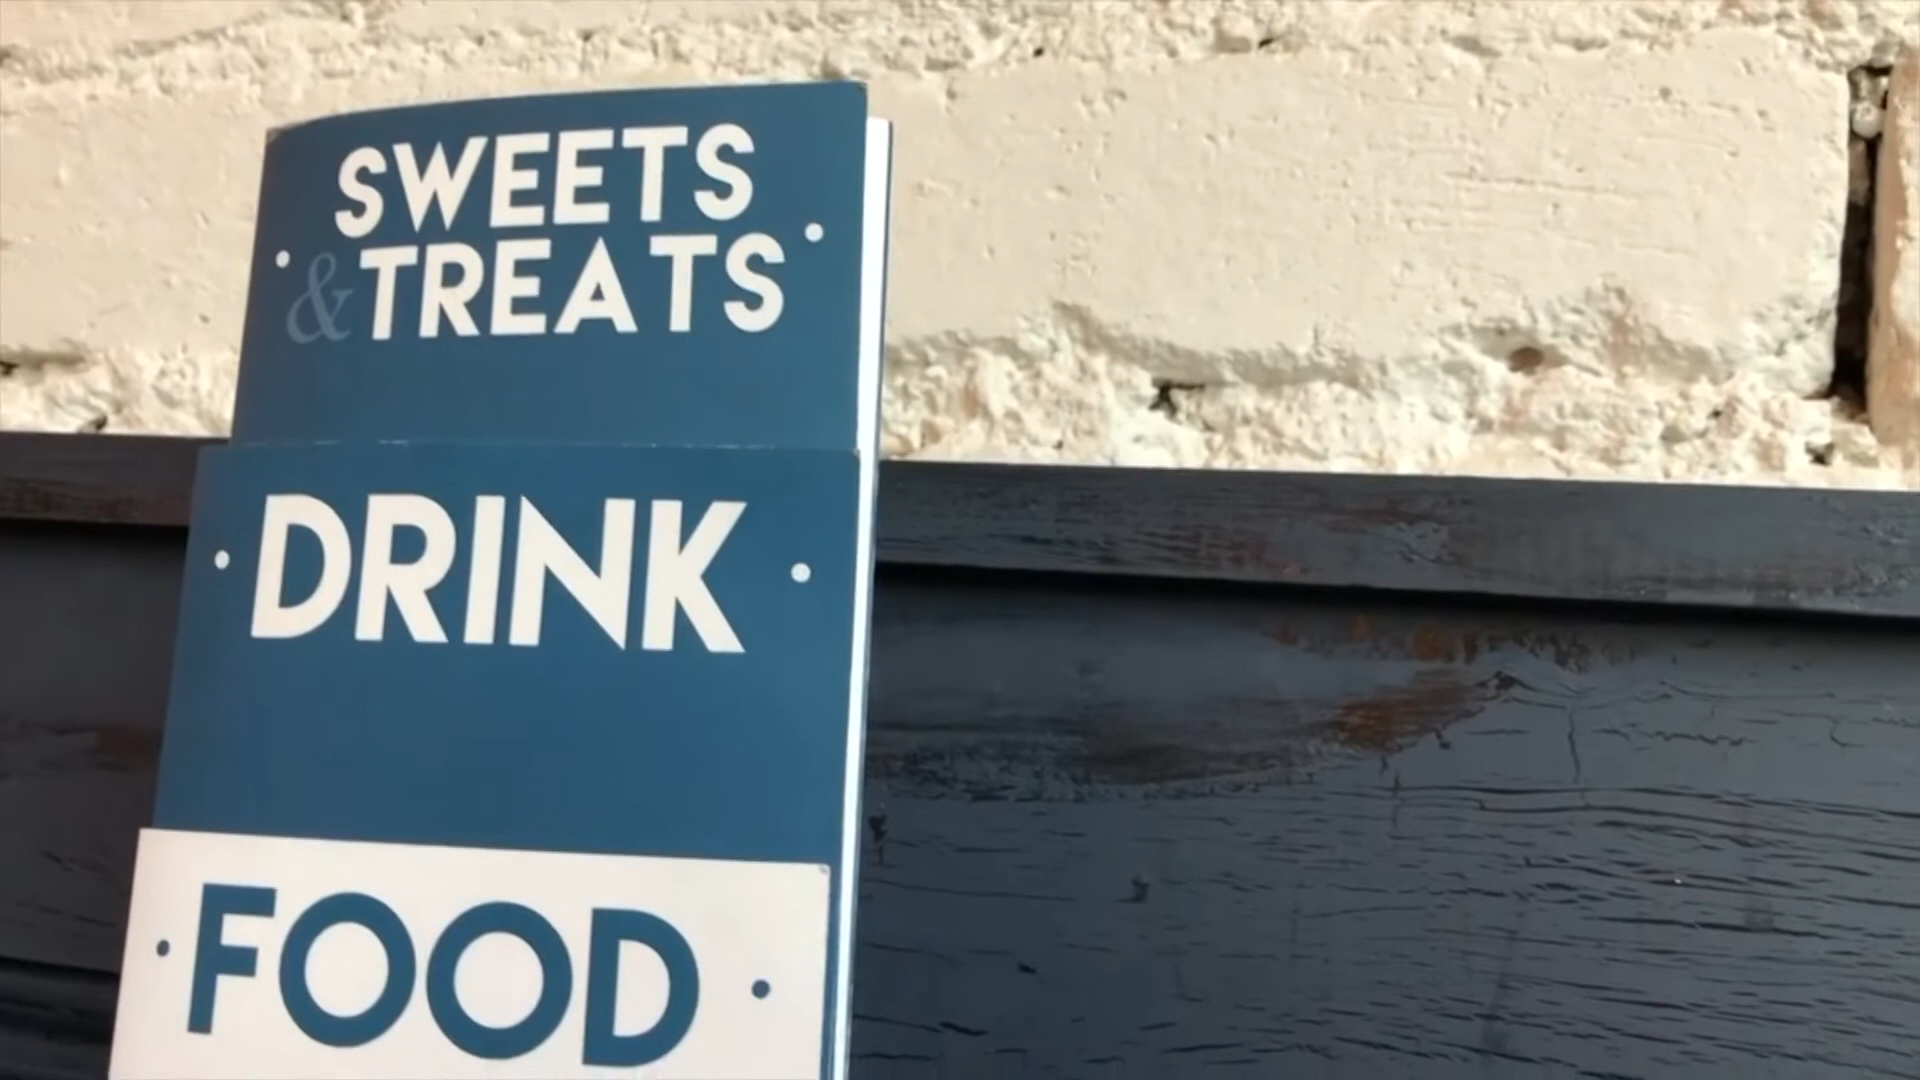 SWEETS
& TREATS
• DRINK •
• FOOD •